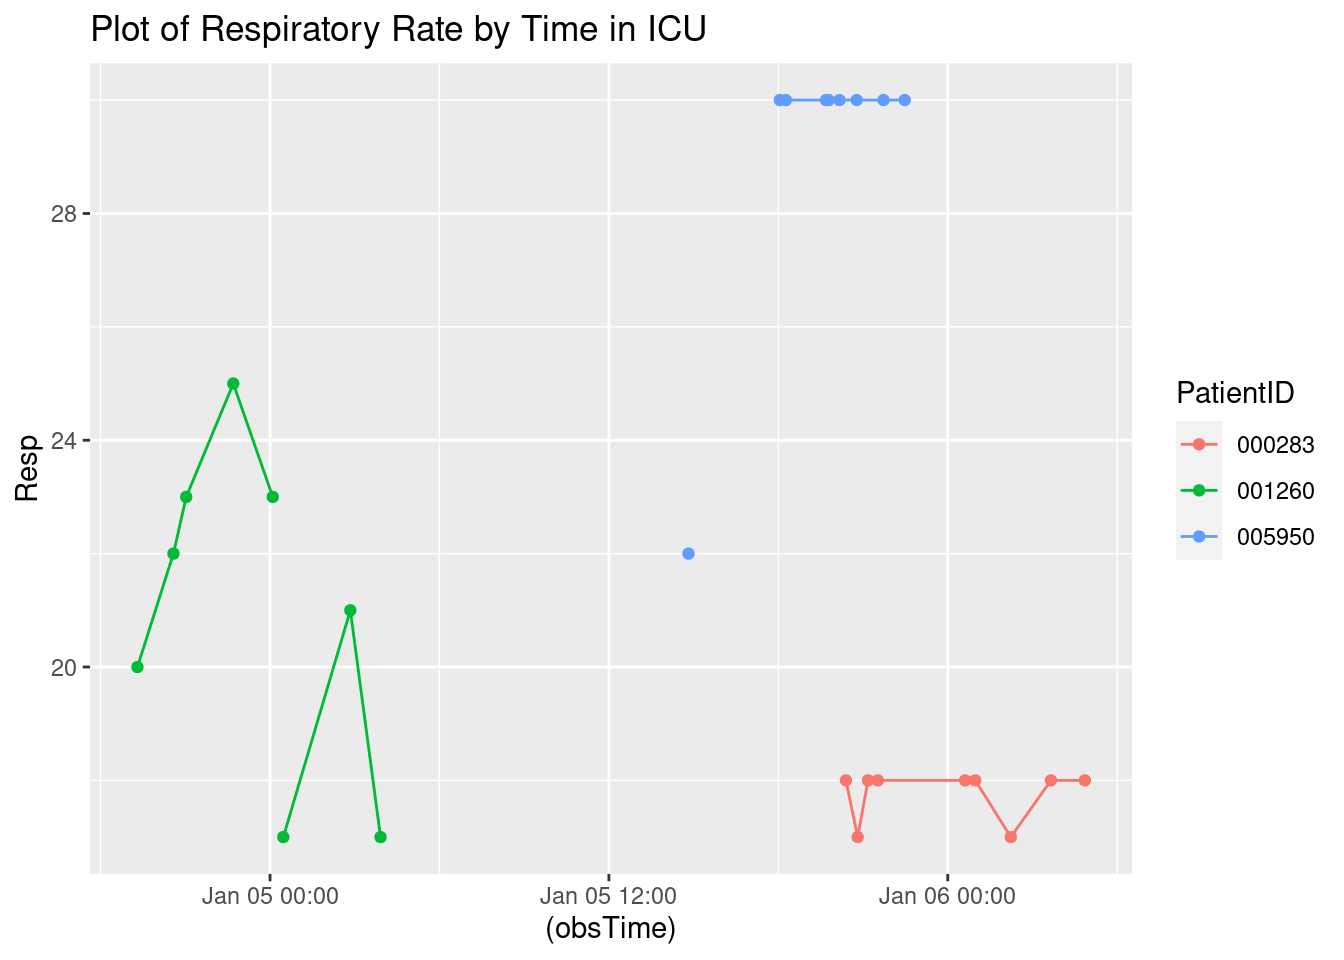 Plot of Respiratory Rate by Time in ICU
28
24
20
Resp
Jan 05 00:00
Jan 05 12:00
Jan 06 00:00
(obsTime)
PatientID
000283
001260
005950